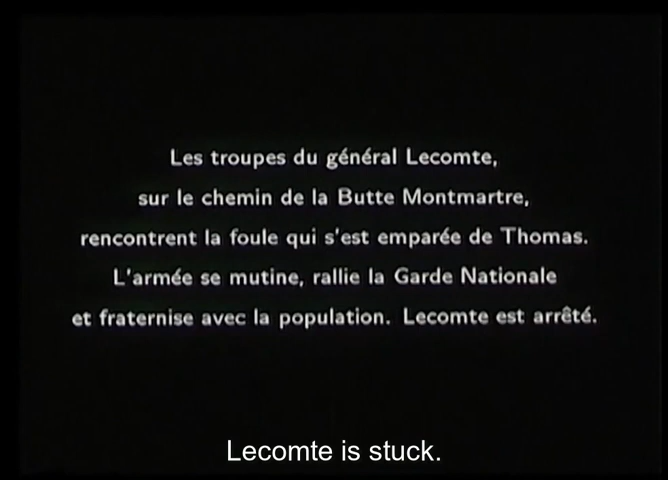 Les troupes du général Lecomte,
sur le chemin de la Butte Montmartre,
rencontrent la foule qui s'est emparée de Thomas.
L'armée se mutine, rallie la Garde Nationale
et fraternise avec la population. Lecomte est arrêté.
Lecomte is stuck.